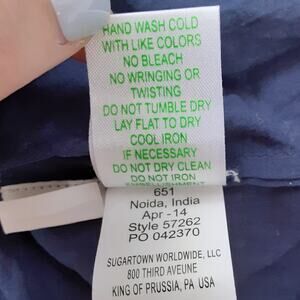 HAND WASH COLD
WITH LIKE COLORS
NO BLEACH
NO WRINGING OR
TWISTING
DO NOT TUMBLE DRY
LAY FLAT TO DRY
COOL IRON
IF NECESSARY
DO NOT DRY CLEAN
DO NOT IRON
EMBELLISHMENT
651
Noida, India
Apr - 14
Style 57262
PO 042370
SUGARTOWN WORLDWIDE, LLC
800 THIRD AVEUNE
KING OF PRUSSIA, PA USA